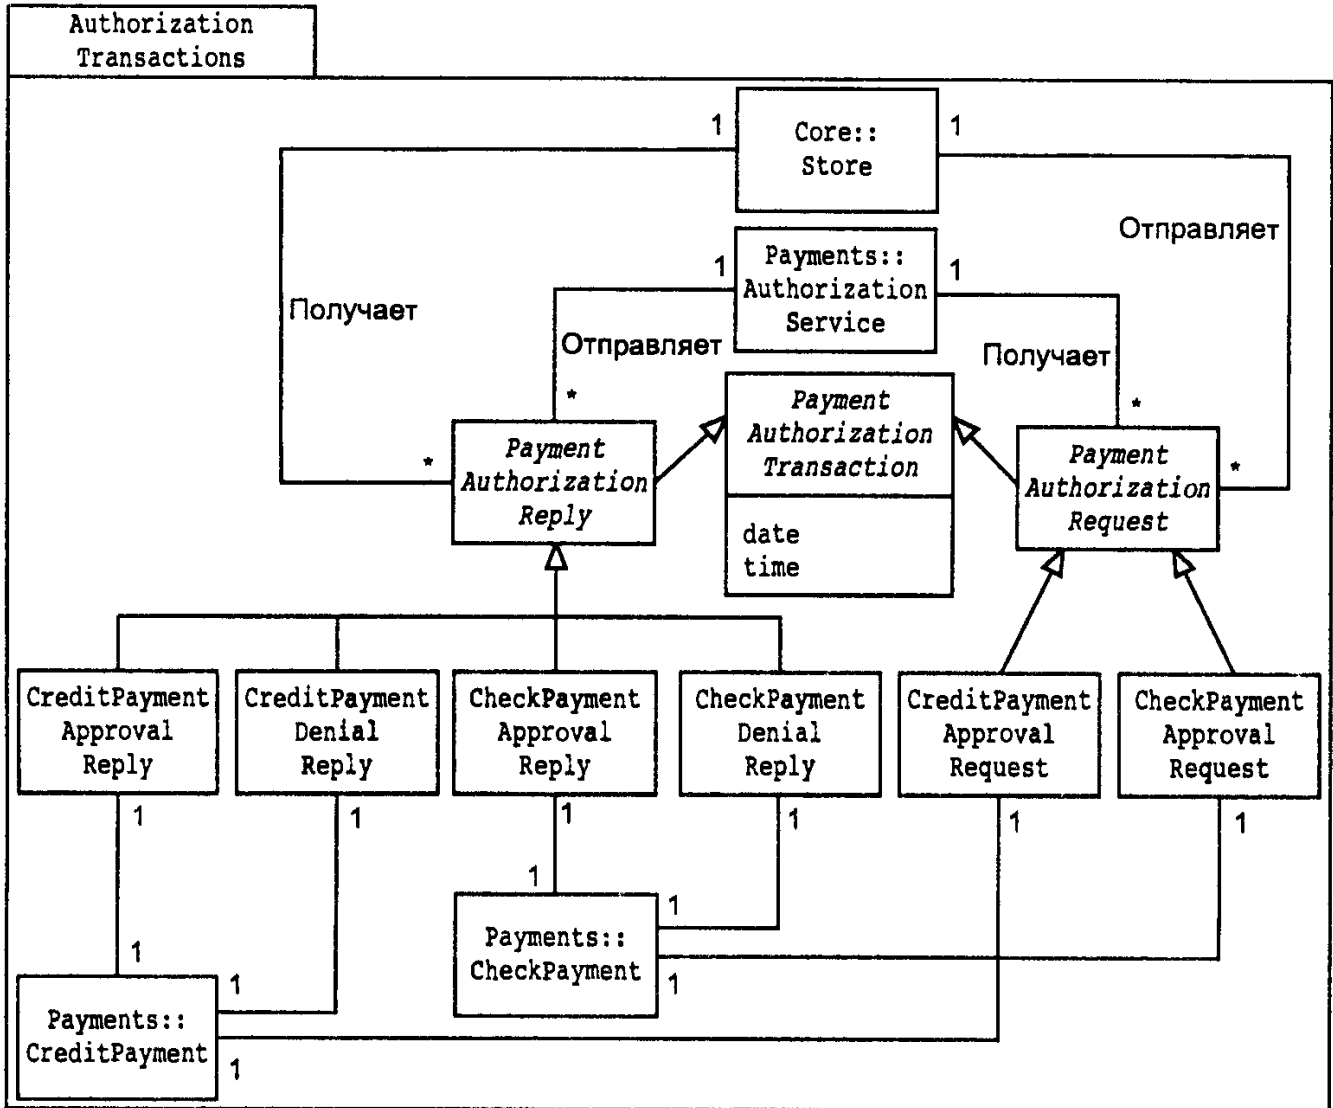 Authorization
Transactions
1
Core::
Store
1
Отправляет
1
Payments::
Authorization
Service
1
Получает
Отправляет
Получает
*
*
*
*
Payment
Authorization
Reply
Payment
Authorization
Transaction
date
time
Payment
Authorization
Request
CreditPayment
Approval
Reply
CreditPayment
Denial
Reply
CheckPayment
Approval
Reply
CheckPayment
Denial
Reply
CreditPayment
Approval
Request
CheckPayment
Approval
Request
1
1
1
1
1
1
1
1
1
1
1
1
Payments::
CheckPayment
Payments::
CreditPayment